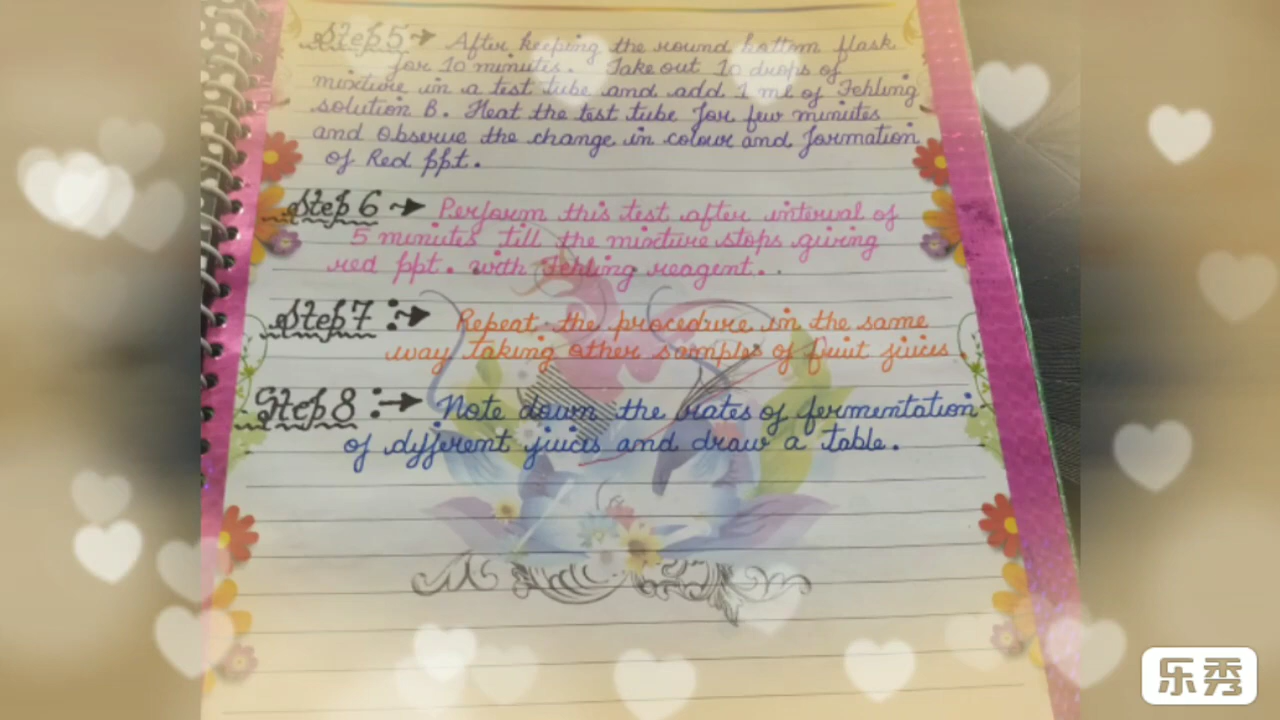 Step 5 → After keeping the round bottom flask
for 10 minutes. Take out 10 drops of
mixture in a test tube and add 1 ml of Fehling
solution B. Heat the test tube for few minutes
and observe the change in colour and formation
of Red ppt.
Step 6 → Perform this test after interval of
5 minutes till the mixture stops giving
red ppt. with Fehling reagent.
Step 7 :→ Repeat the procedure in the same
way taking other samples of fruit juices.
Step 8 :→ Note down the rates of fermentation
of different juices and draw a table.
乐秀